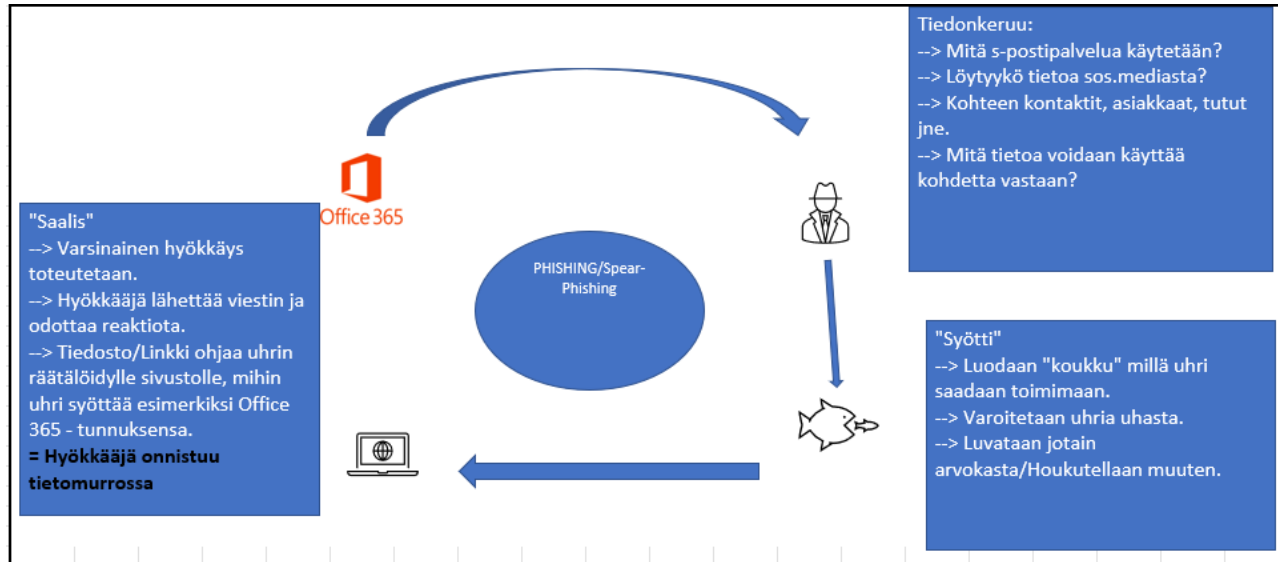 Tiedonkeruu:
--> Mitä s-postipalvelua käytetään?
--> Löytyykö tietoa sos.mediasta?
--> Kohteen kontaktit, asiakkaat, tutut
jne.
--> Mitä tietoa voidaan käyttää
kohdetta vastaan?
Office 365
"Saalis"
--> Varsinainen hyökkäys
toteutetaan.
--> Hyökkääjä lähettää viestin ja
odottaa reaktiota.
--> Tiedosto/Linkki ohjaa uhrin
räätälöidylle sivustolle, mihin
uhri syöttää esimerkiksi Office
365 - tunnuksensa.
= Hyökkääjä onnistuu
tietomurrossa
PHISHING/Spear-
Phishing
"Syötti"
--> Luodaan "koukku" millä uhri
saadaan toimimaan.
--> Varoitetaan uhria uhasta.
--> Luvataan jotain
arvokasta/Houkutellaan muuten.